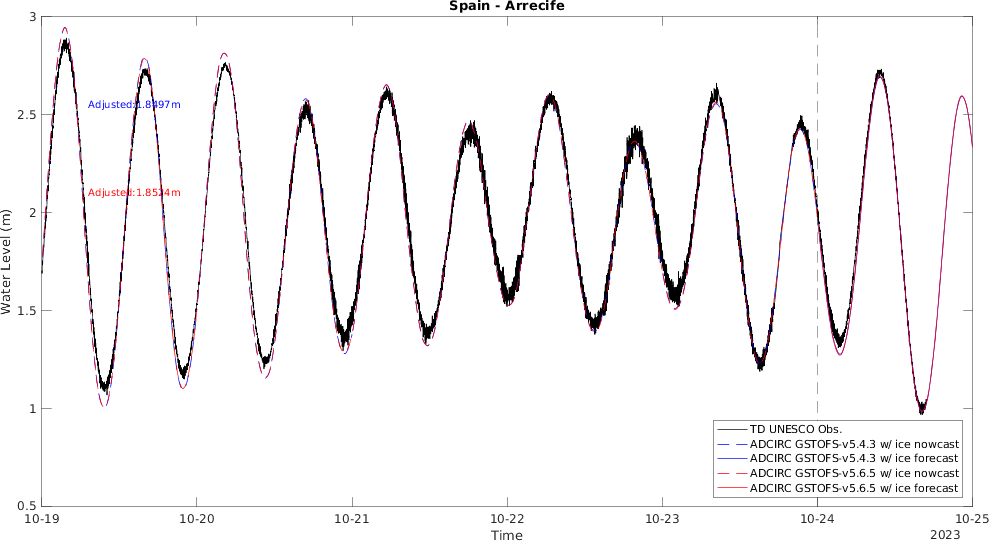 Spain - Arrecife
Water Level (m)
3
2.5
2
1.5
1
0.5
Adjusted:1.8497m
Adjusted:1.8524m
TD UNESCO Obs.
ADCIRC GSTOFS-v5.4.3 w/ ice nowcast
ADCIRC GSTOFS-v5.4.3 w/ ice forecast
ADCIRC GSTOFS-v5.6.5 w/ ice nowcast
ADCIRC GSTOFS-v5.6.5 w/ ice forecast
10-19 10-20 10-21 10-22 10-23 10-24 10-25
Time
2023